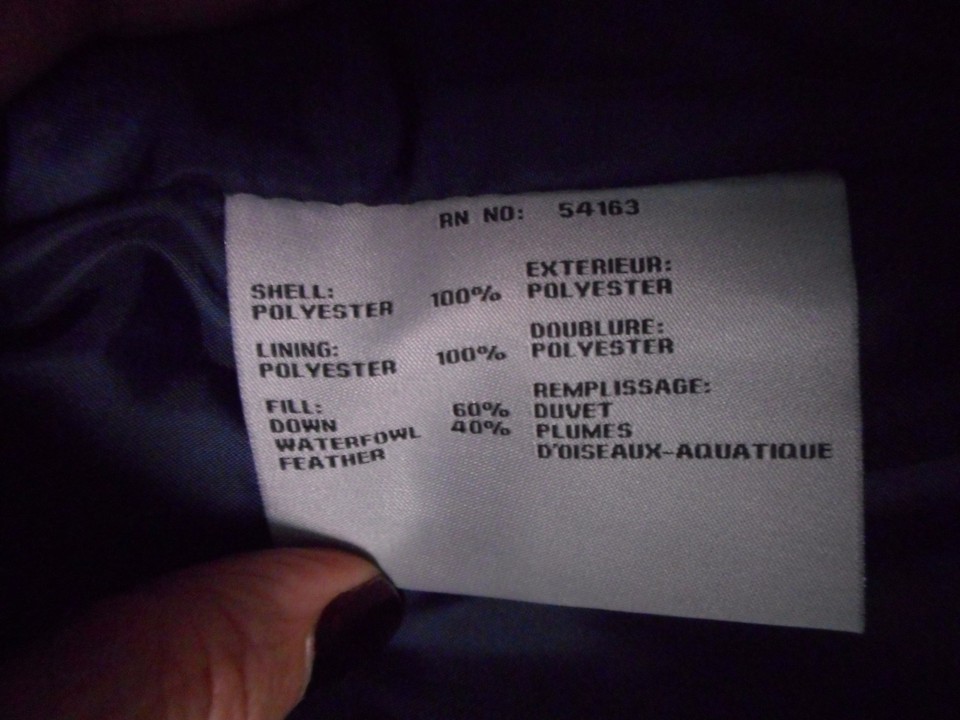 RN NO: 54163
SHELL:
POLYESTER 100%
LINING:
POLYESTER 100%
FILL:
DOWN 60%
WATERFOWL 40%
FEATHER
EXTERIEUR:
POLYESTER
DOUBLURE:
POLYESTER
REMPLISSAGE:
DUVET
PLUMES
D'OISEAUX-AQUATIQUE